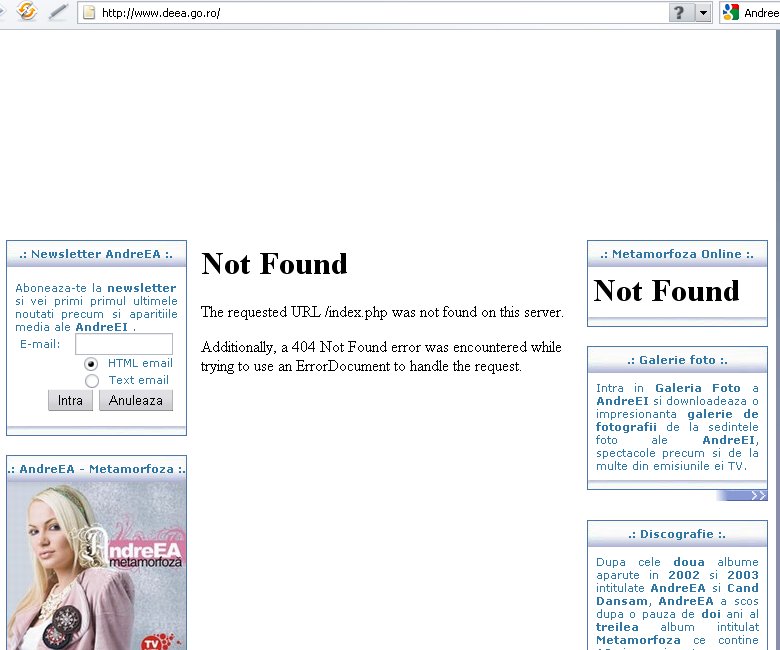 http://www.deea.go.ro/
?
Andree
.: Newsletter AndreEA :.
Aboneaza-te la newsletter
si vei primi primul ultimele
noutati precum si aparitiile
media ale AndreEI .
E-mail:
HTML email
Text email
Intra
Anuleaza
.: AndreEA - Metamorfoza :.
AndreEA
metamorfoza
TV
Not Found
The requested URL /index.php was not found on this server.
Additionally, a 404 Not Found error was encountered while
trying to use an ErrorDocument to handle the request.
.: Metamorfoza Online :.
Not Found
.: Galerie foto :.
Intra in Galeria Foto a
AndreEI si downloadeaza o
impresionanta galerie de
fotografii de la sedintele
foto ale AndreEI,
spectacole precum si de la
multe din emisiunile ei TV.
>>
.: Discografie :.
Dupa cele doua albume
aparute in 2002 si 2003
intitulate AndreEA si Cand
Dansam, AndreEA a scos
dupa o pauza de doi ani al
treilea album intitulat
Metamorfoza ce contine